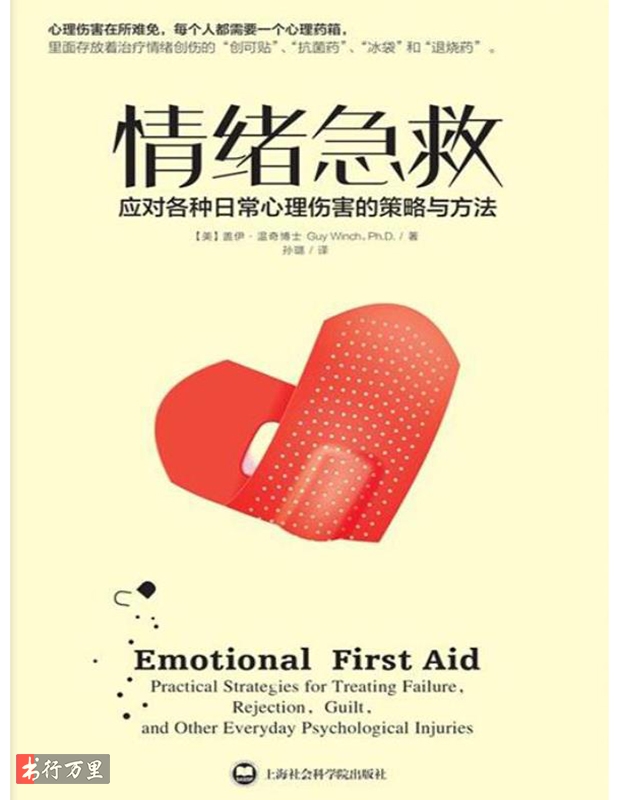 心理伤害在所难免，每个人都需要一个心理药箱，
里面存放着治疗情绪创伤的“创可贴”、“抗菌药”、“冰袋”和“退烧药”。
情绪急救
应对各种日常心理伤害的策略与方法
【美】盖伊·温奇博士 Guy Winch, Ph.D. / 著
孙璐 / 译
Emotional First Aid
Practical Strategies for Treating Failure,
Rejection, Guilt,
and Other Everyday Psychological Injuries
书行万里
上海社会科学院出版社